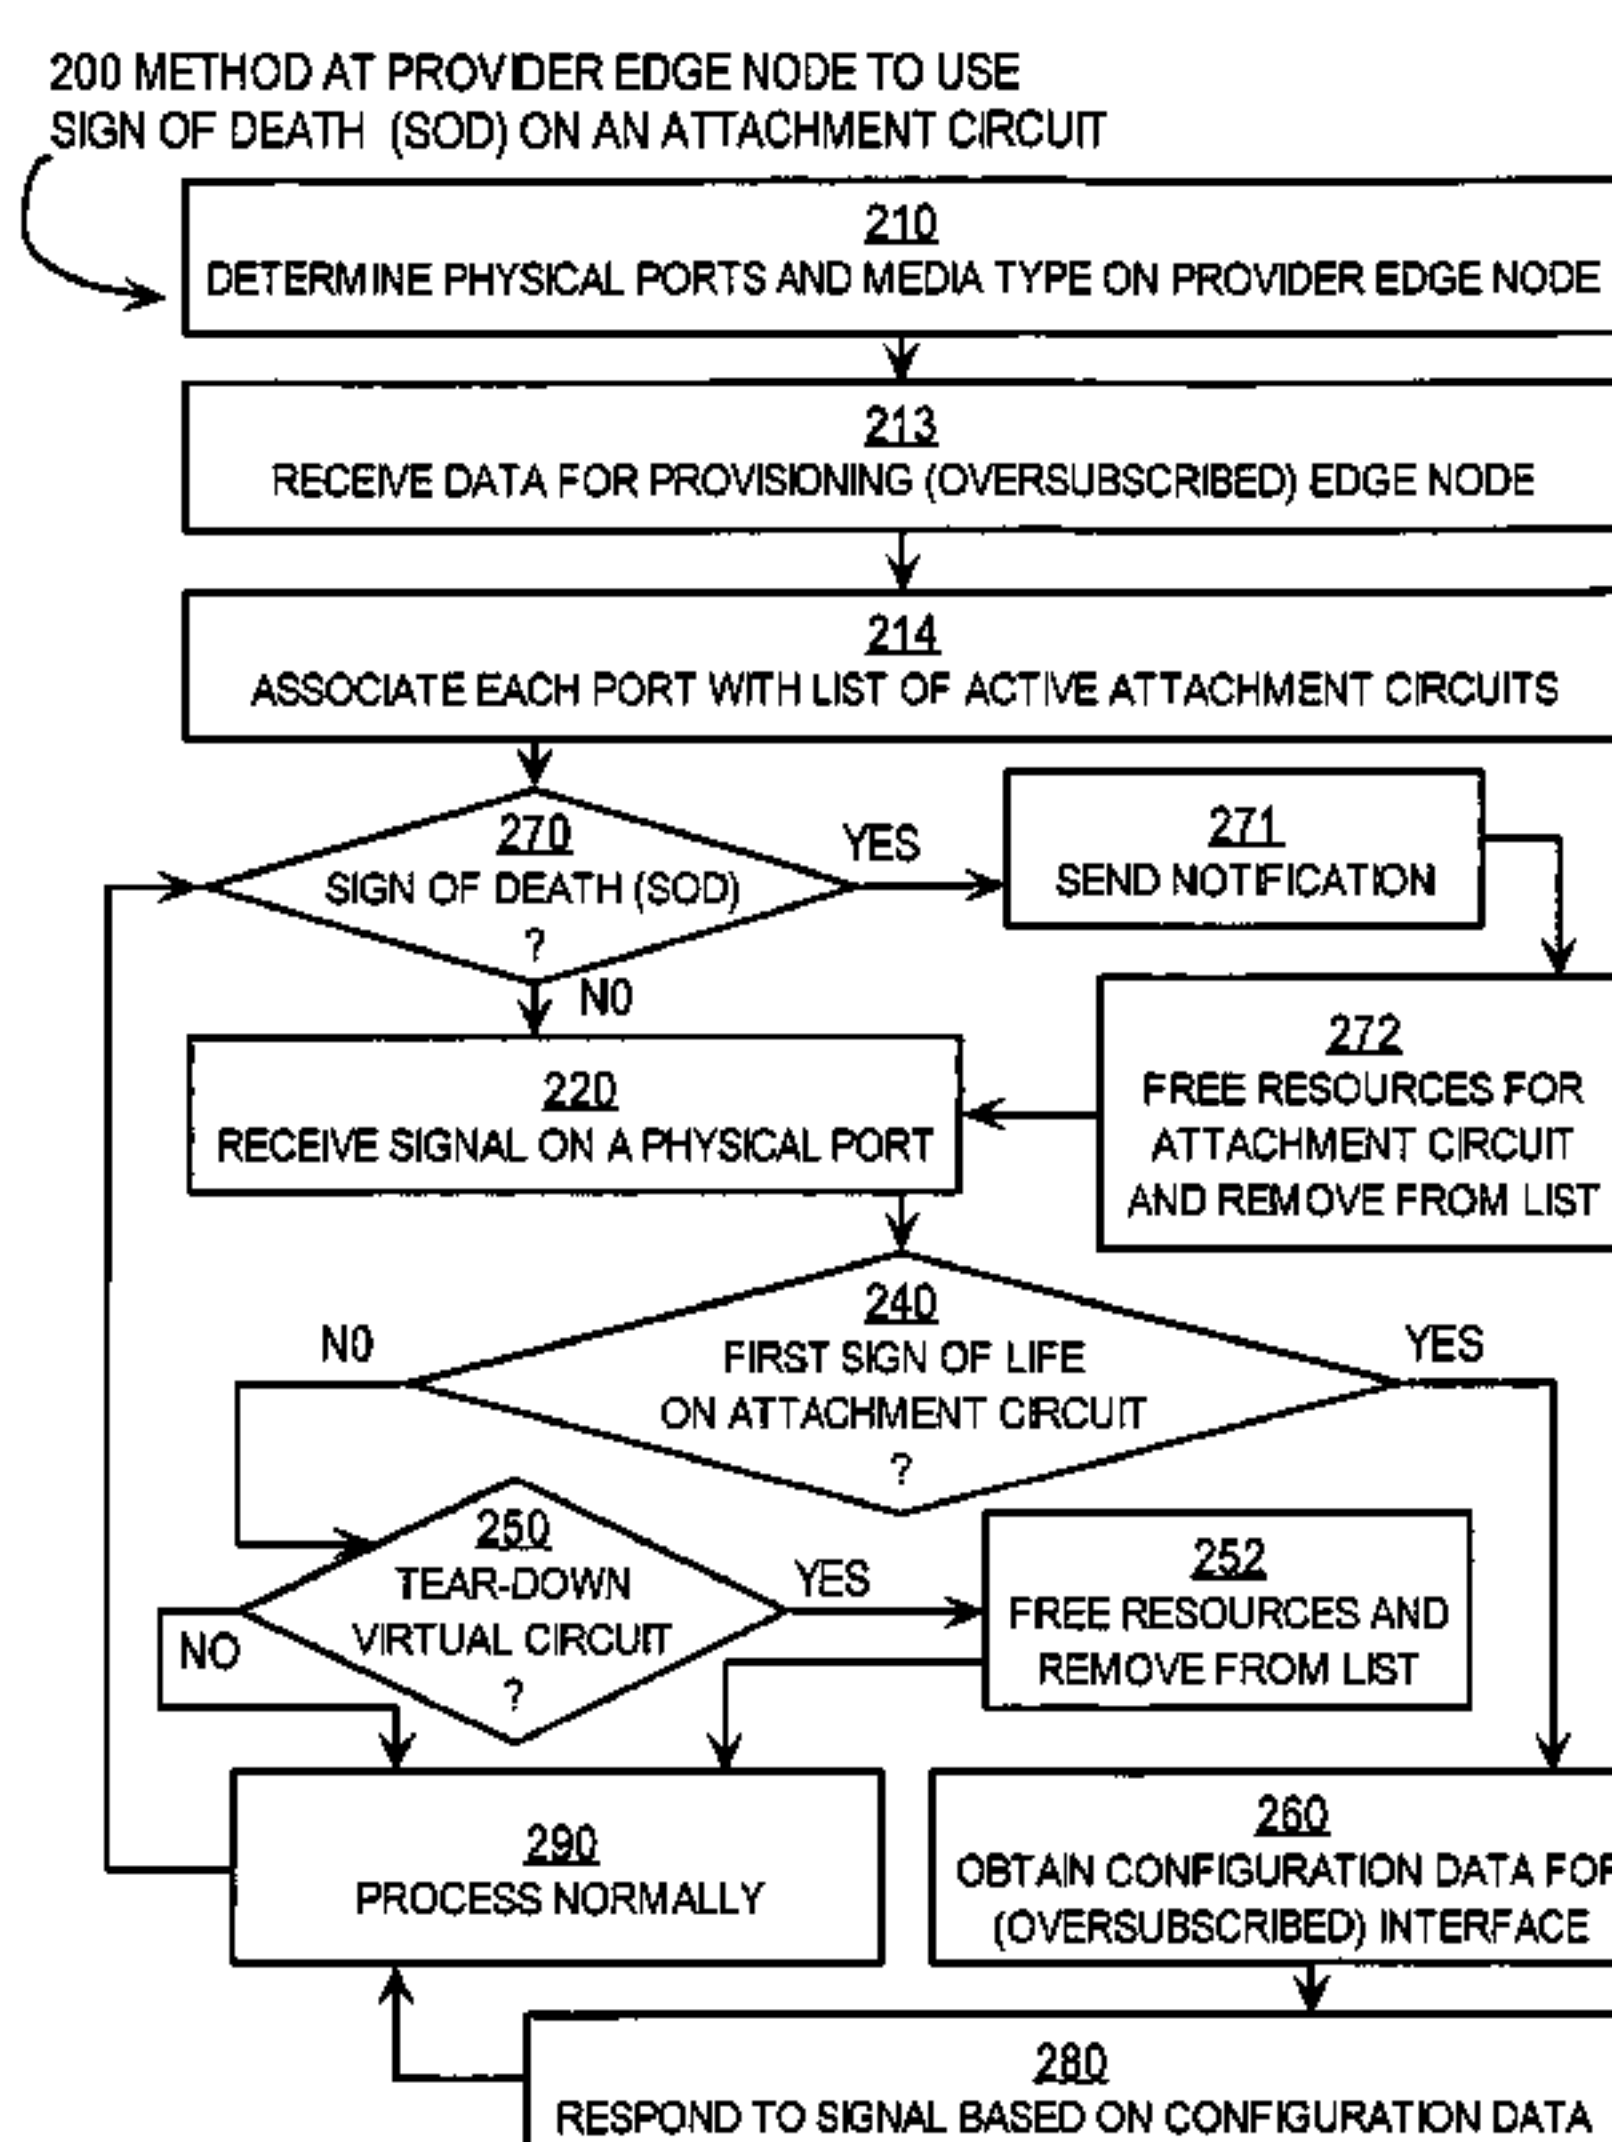 200 METHOD AT PROVIDER EDGE NODE TO USE
SIGN OF DEATH (SOD) ON AN ATTACHMENT CIRCUIT
210
DETERMINE PHYSICAL PORTS AND MEDIA TYPE ON PROVIDER EDGE NODE
213
RECEIVE DATA FOR PROVISIONING (OVERSUBSCRIBED) EDGE NODE
214
ASSOCIATE EACH PORT WITH LIST OF ACTIVE ATTACHMENT CIRCUITS
270
SIGN OF DEATH (SOD)
?
YES
271
SEND NOTIFICATION
NO
272
FREE RESOURCES FOR
ATTACHMENT CIRCUIT
AND REMOVE FROM LIST
220
RECEIVE SIGNAL ON A PHYSICAL PORT
240
FIRST SIGN OF LIFE
ON ATTACHMENT CIRCUIT
?
NO
YES
250
TEAR-DOWN
VIRTUAL CIRCUIT
?
YES
NO
252
FREE RESOURCES AND
REMOVE FROM LIST
290
PROCESS NORMALLY
260
OBTAIN CONFIGURATION DATA FOR
(OVERSUBSCRIBED) INTERFACE
280
RESPOND TO SIGNAL BASED ON CONFIGURATION DATA